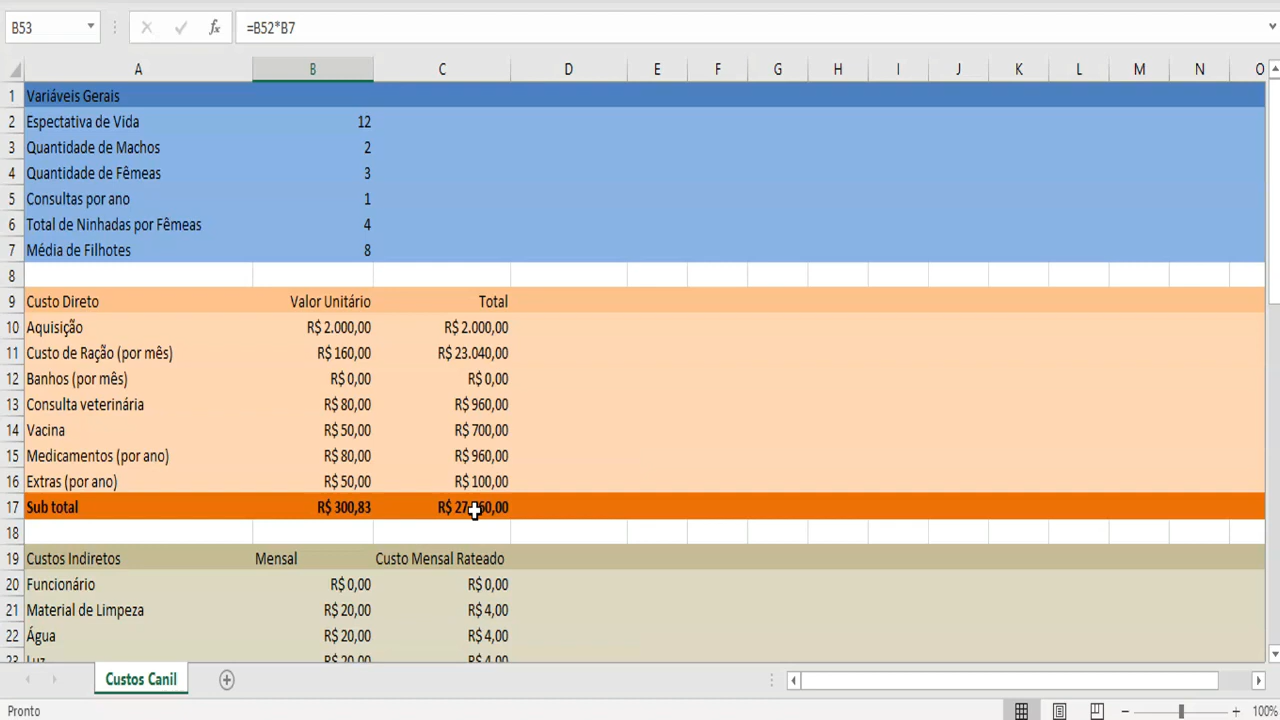 B53 fx =B52*B7
A B C D E F G H I J K L M N O
1 Variáveis Gerais
2 Espectativa de Vida 12
3 Quantidade de Machos 2
4 Quantidade de Fêmeas 3
5 Consultas por ano 1
6 Total de Ninhadas por Fêmeas 4
7 Média de Filhotes 8
8
9 Custo Direto Valor Unitário Total
10 Aquisição R$ 2.000,00 R$ 2.000,00
11 Custo de Ração (por mês) R$ 160,00 R$ 23.040,00
12 Banhos (por mês) R$ 0,00 R$ 0,00
13 Consulta veterinária R$ 80,00 R$ 960,00
14 Vacina R$ 50,00 R$ 700,00
15 Medicamentos (por ano) R$ 80,00 R$ 960,00
16 Extras (por ano) R$ 50,00 R$ 100,00
17 Sub total R$ 300,83 R$
18
19 Custos Indiretos Mensal Custo Mensal Rateado
20 Funcionário R$ 0,00 R$ 0,00
21 Material de Limpeza R$ 20,00 R$ 4,00
22 Água R$ 20,00 R$ 4,00
23 Luz R$ 20,00 R$ 4,00
Custos Canil
Pronto 100%